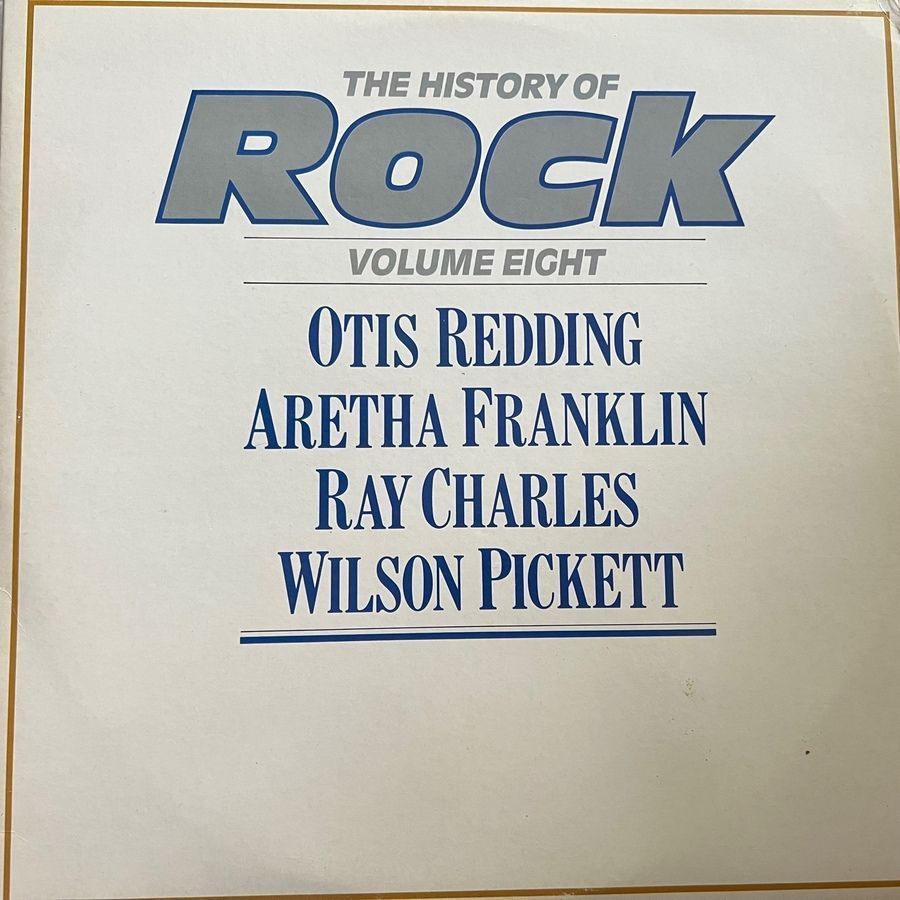 THE HISTORY OF
ROCK
VOLUME EIGHT
OTIS REDDING
ARETHA FRANKLIN
RAY CHARLES
WILSON PICKETT